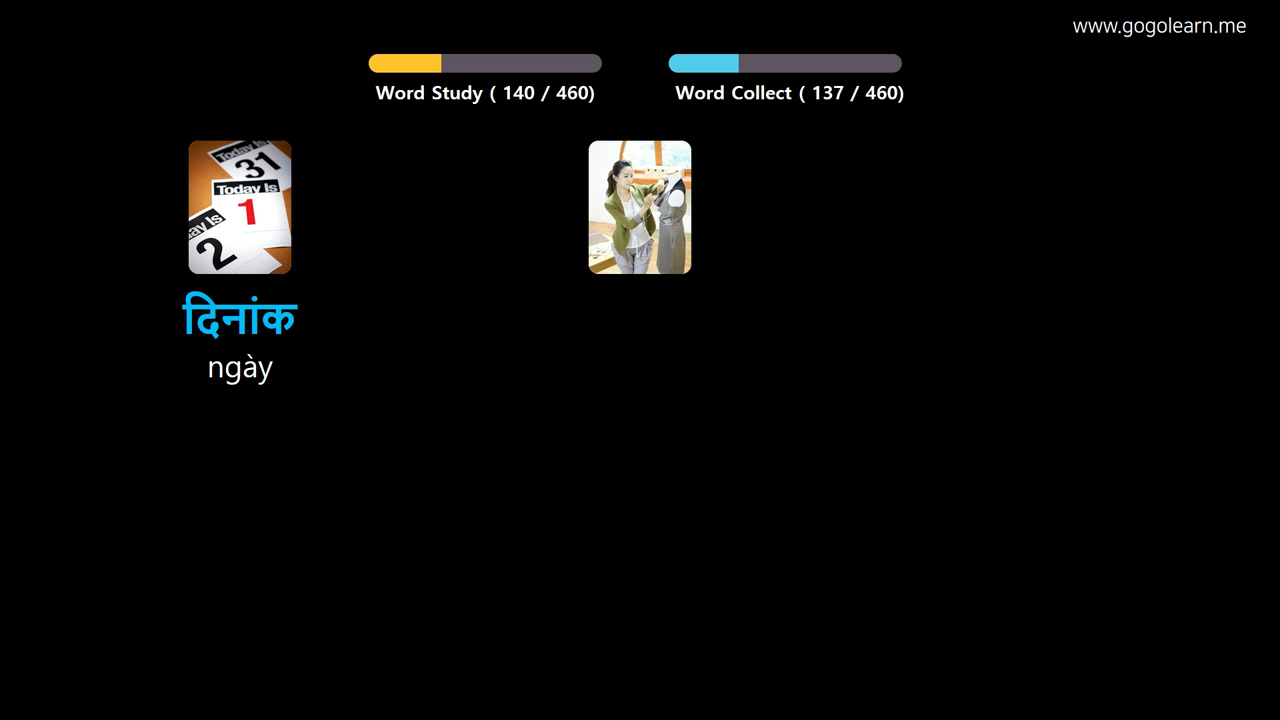 www.gogolearn.me
Word Study ( 140 / 460)
Word Collect ( 137 / 460)
Today Is
31
Today Is
1
ay Is
2
दिनांक
ngày